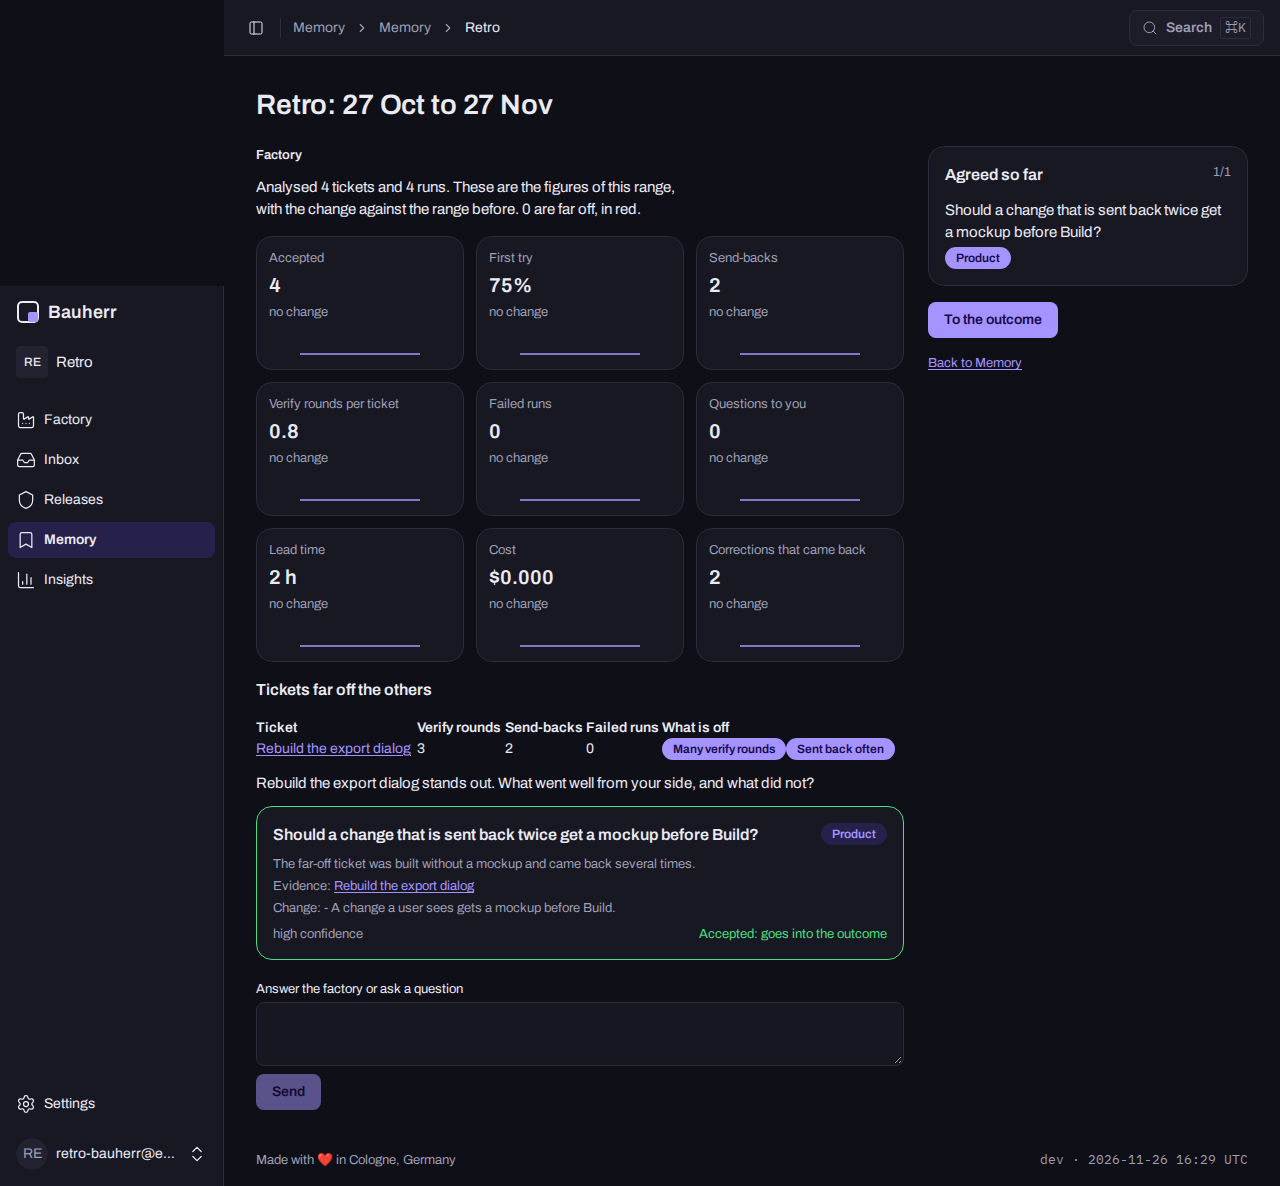 Memory > Memory > Retro
Search ⌘K
Retro: 27 Oct to 27 Nov
Bauherr
RE Retro
Factory
Inbox
Releases
Memory
Insights
Settings
RE retro-bauherr@e...
Factory
Analysed 4 tickets and 4 runs. These are the figures of this range,
with the change against the range before. 0 are far off, in red.
Accepted
4
no change
First try
75%
no change
Send-backs
2
no change
Verify rounds per ticket
0.8
no change
Failed runs
0
no change
Questions to you
0
no change
Lead time
2 h
no change
Cost
$0.000
no change
Corrections that came back
2
no change
Tickets far off the others
Ticket Verify rounds Send-backs Failed runs What is off
Rebuild the export dialog 3 2 0 Many verify rounds Sent back often
Rebuild the export dialog stands out. What went well from your side, and what did not?
Should a change that is sent back twice get a mockup before Build? Product
The far-off ticket was built without a mockup and came back several times.
Evidence: Rebuild the export dialog
Change: - A change a user sees gets a mockup before Build.
high confidence Accepted: goes into the outcome
Answer the factory or ask a question
Send
Agreed so far 1/1
Should a change that is sent back twice get
a mockup before Build?
Product
To the outcome
Back to Memory
Made with ❤️ in Cologne, Germany
dev · 2026-11-26 16:29 UTC